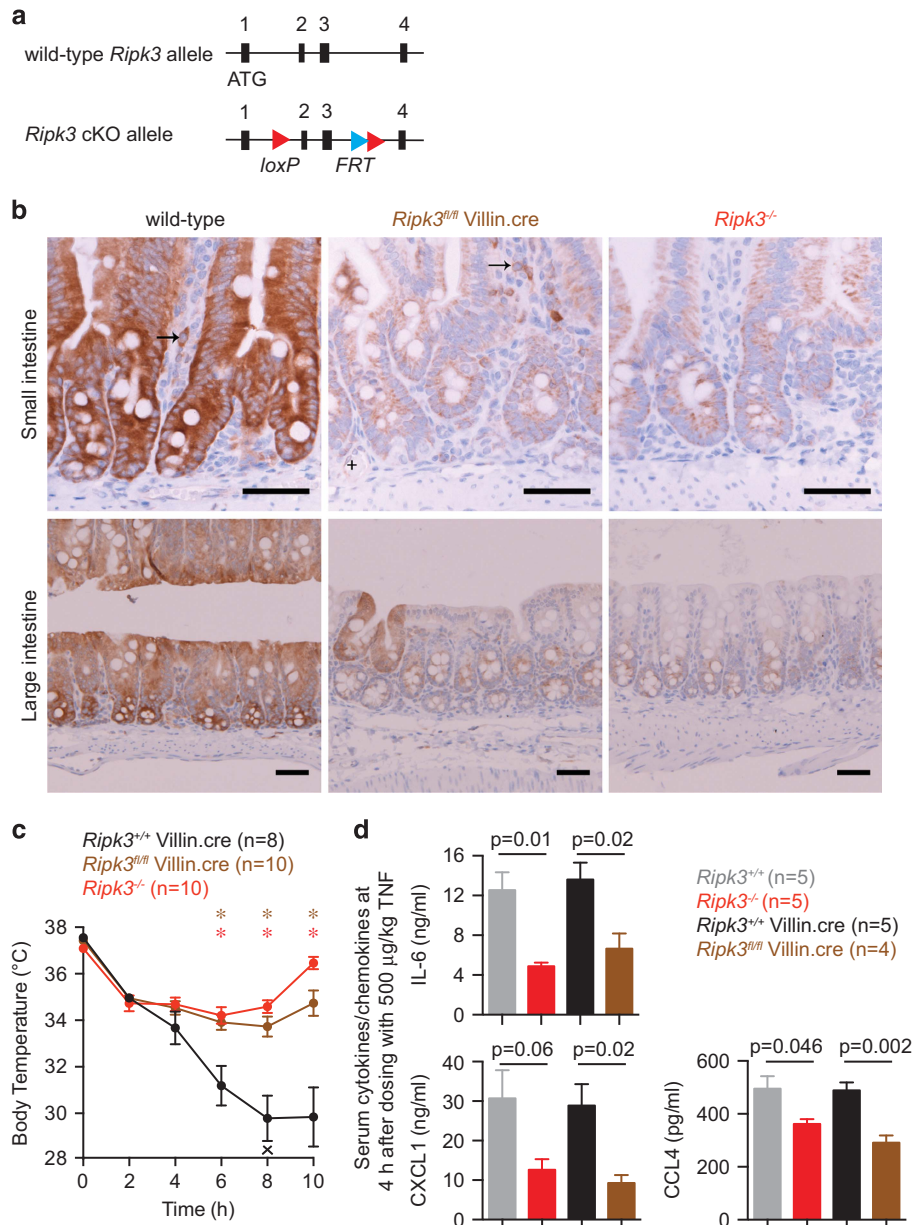 a
1 2 3 4
wild-type Ripk3 allele
ATG
1 2 3 4
Ripk3 cKO allele
loxP FRT
b
wild-type Ripk3fl/fl Villin.cre Ripk3-/-
Small intestine
+
Large intestine
c
Ripk3+/+ Villin.cre (n=8)
Ripk3fl/fl Villin.cre (n=10)
Ripk3-/- (n=10)
* * *
* * *
Body Temperature (°C)
38
36
34
32
30
28
×
0 2 4 6 8 10
Time (h)
d
Serum cytokines/chemokines at
4 h after dosing with 500 µg/kg TNF
p=0.01 p=0.02
IL-6 (ng/ml)
16
12
8
4
0
Ripk3+/+ (n=5)
Ripk3-/- (n=5)
Ripk3+/+ Villin.cre (n=5)
Ripk3fl/fl Villin.cre (n=4)
p=0.06 p=0.02
CXCL1 (ng/ml)
40
30
20
10
0
p=0.046 p=0.002
CCL4 (pg/ml)
600
400
200
0